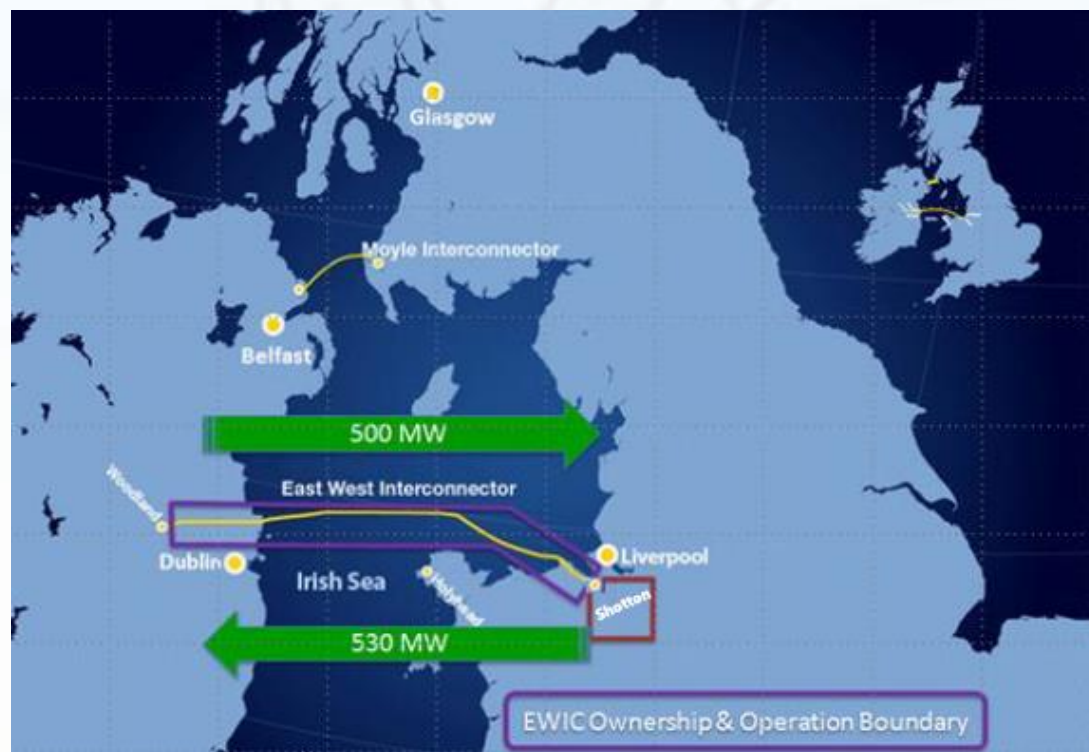 Glasgow
Moyle Interconnector
Belfast
500 MW
East West Interconnector
Woodland
Dublin
Irish Sea
Holyhead
Liverpool
Shotton
530 MW
EWIC Ownership & Operation Boundary